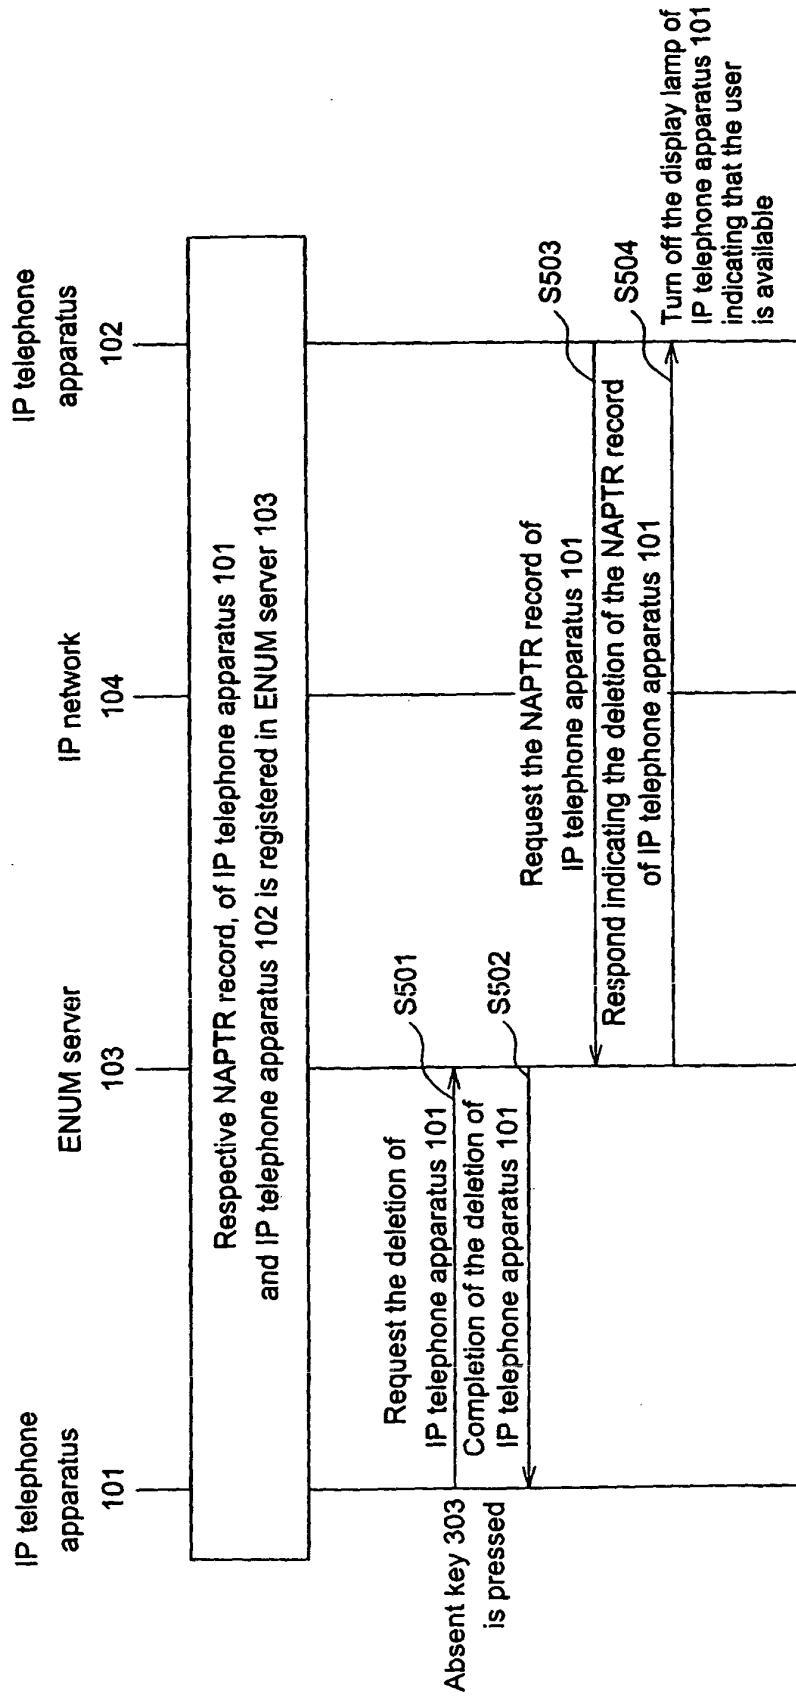 IP telephone
apparatus
101
ENUM server
103
IP network
104
IP telephone
apparatus
102
Respective NAPTR record, of IP telephone apparatus 101
and IP telephone apparatus 102 is registered in ENUM server 103
Absent key 303
is pressed
Request the deletion of
IP telephone apparatus 101
S501
Completion of the deletion of
IP telephone apparatus 101
S502
Request the NAPTR record of
IP telephone apparatus 101
S503
Respond indicating the deletion of the NAPTR record
of IP telephone apparatus 101
S504
Turn off the display lamp of
IP telephone apparatus 101
indicating that the user
is available